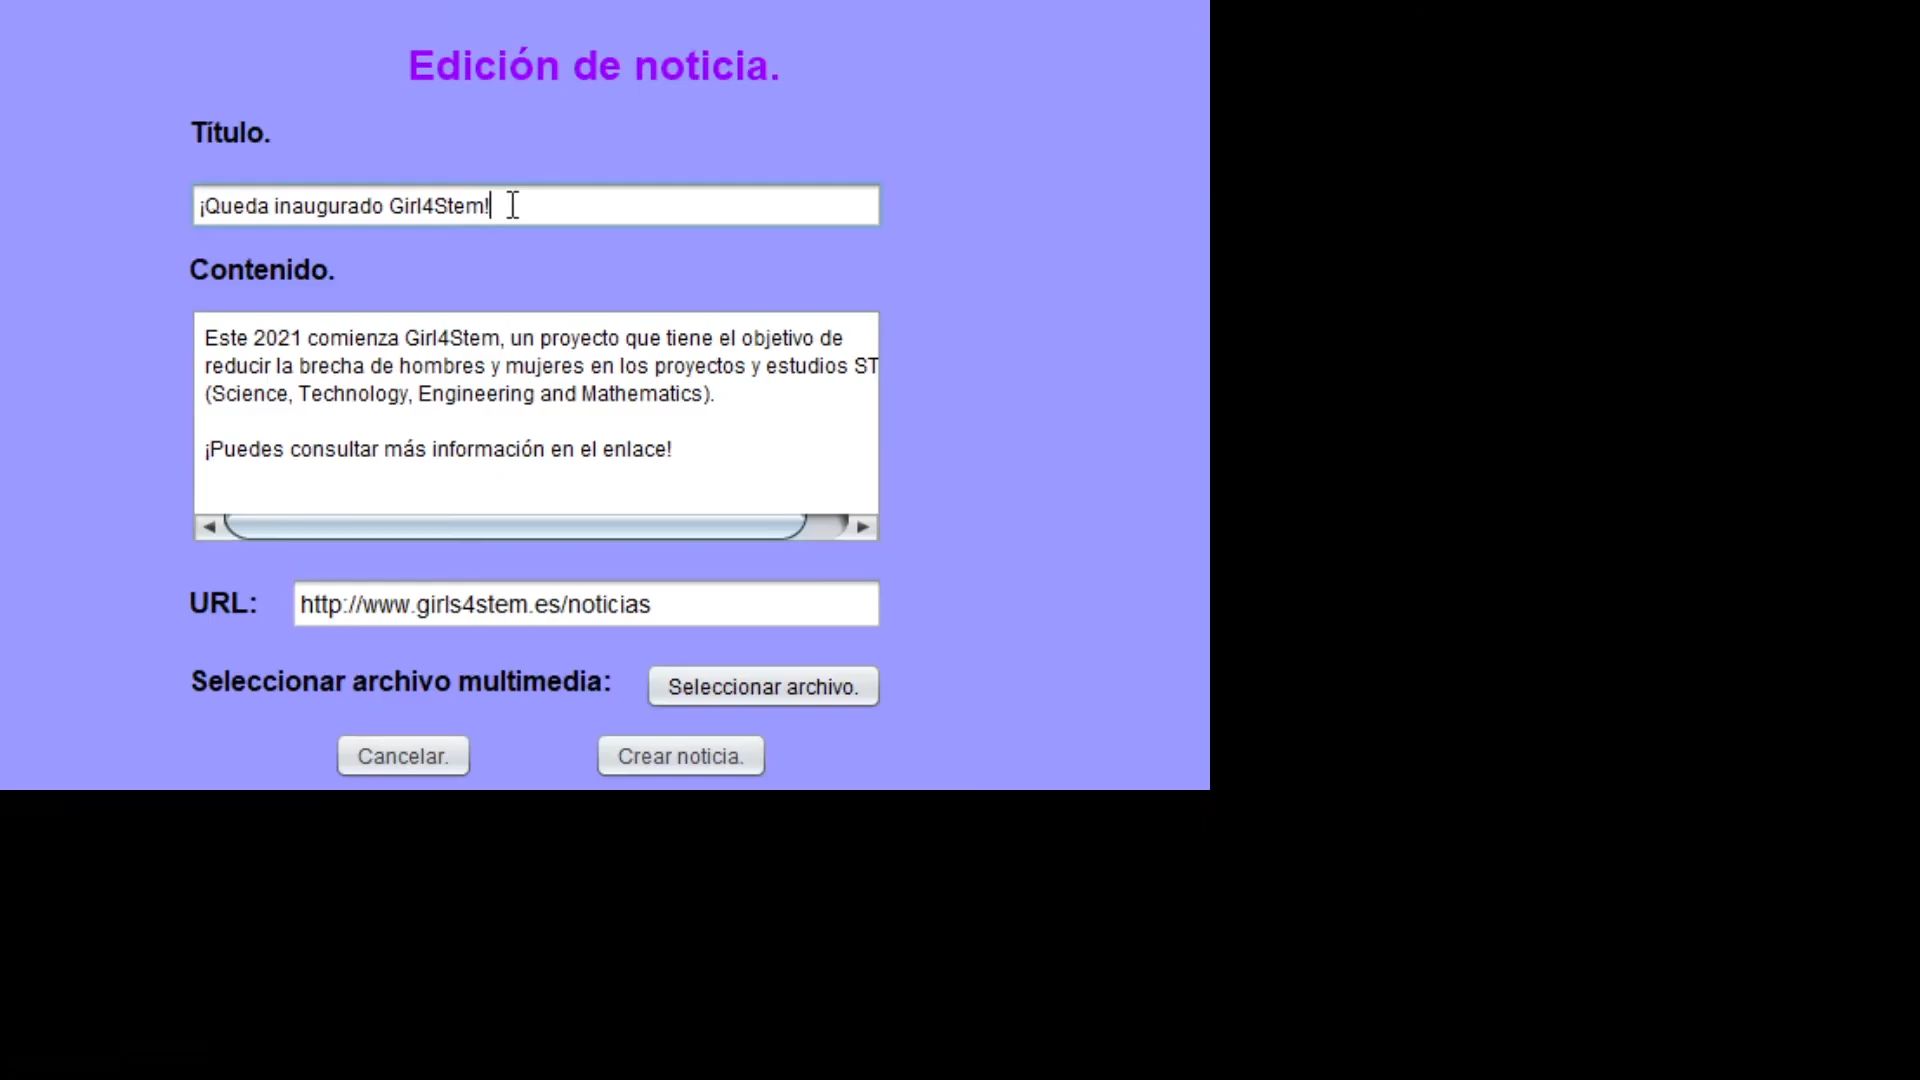 Edición de noticia.
Título.
¡Queda inaugurado Girl4Stem!
Contenido.
Este 2021 comienza Girl4Stem, un proyecto que tiene el objetivo de
reducir la brecha de hombres y mujeres en los proyectos y estudios ST
(Science, Technology, Engineering and Mathematics).
¡Puedes consultar más información en el enlace!
URL: http://www.girls4stem.es/noticias
Seleccionar archivo multimedia: Seleccionar archivo.
Cancelar. Crear noticia.